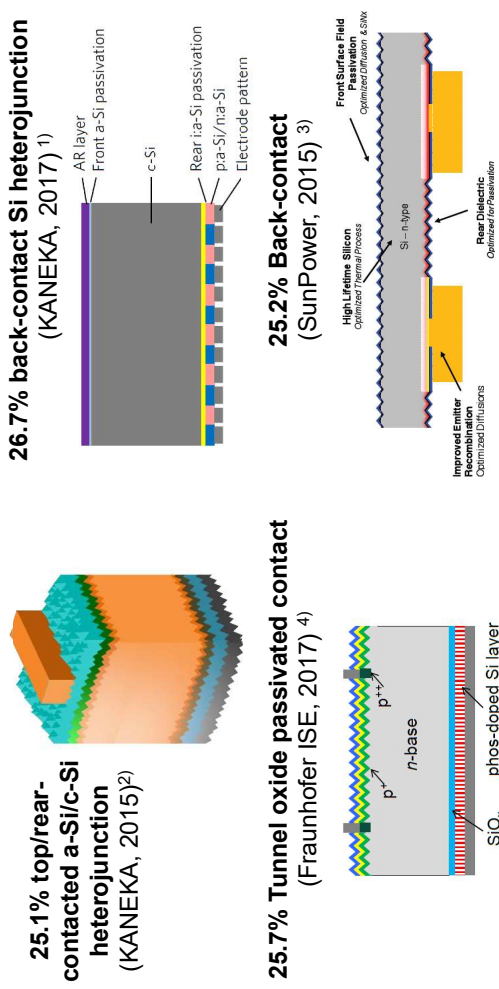 25.1% top/rear-
contacted a-Si/c-Si
heterojunction
(KANEKA, 2015)2)
26.7% back-contact Si heterojunction
(KANEKA, 2017) 1)
AR layer
Front a-Si passivation
c-Si
Rear i:a-Si passivation
p:a-Si/n:a-Si
Electrode pattern
25.7% Tunnel oxide passivated contact
(Fraunhofer ISE, 2017) 4)
p+
p++
n-base
SiOx
phos-doped Si layer
25.2% Back-contact
(SunPower, 2015) 3)
High Lifetime Silicon
Optimized Thermal Process
Front Surface Field
Passivation
Optimized Diffusion & SiNx
Si – n-type
Improved Emitter
Recombination
Optimized Diffusions
Rear Dielectric
Optimized for Passivation